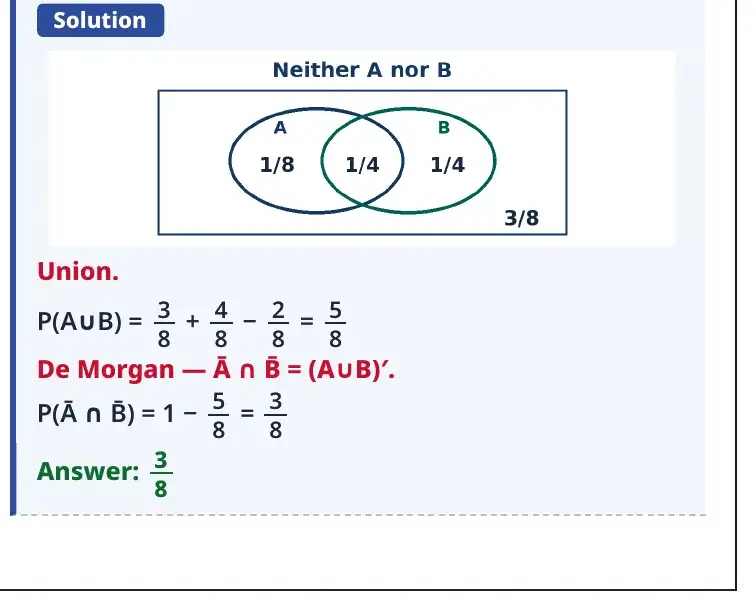 Solution
Neither A nor B
A B
1/8 1/4 1/4
3/8
Union.
P(A∪B) = 3/8 + 4/8 − 2/8 = 5/8
De Morgan — Ā ∩ B̄ = (A∪B)′.
P(Ā ∩ B̄) = 1 − 5/8 = 3/8
Answer: 3/8